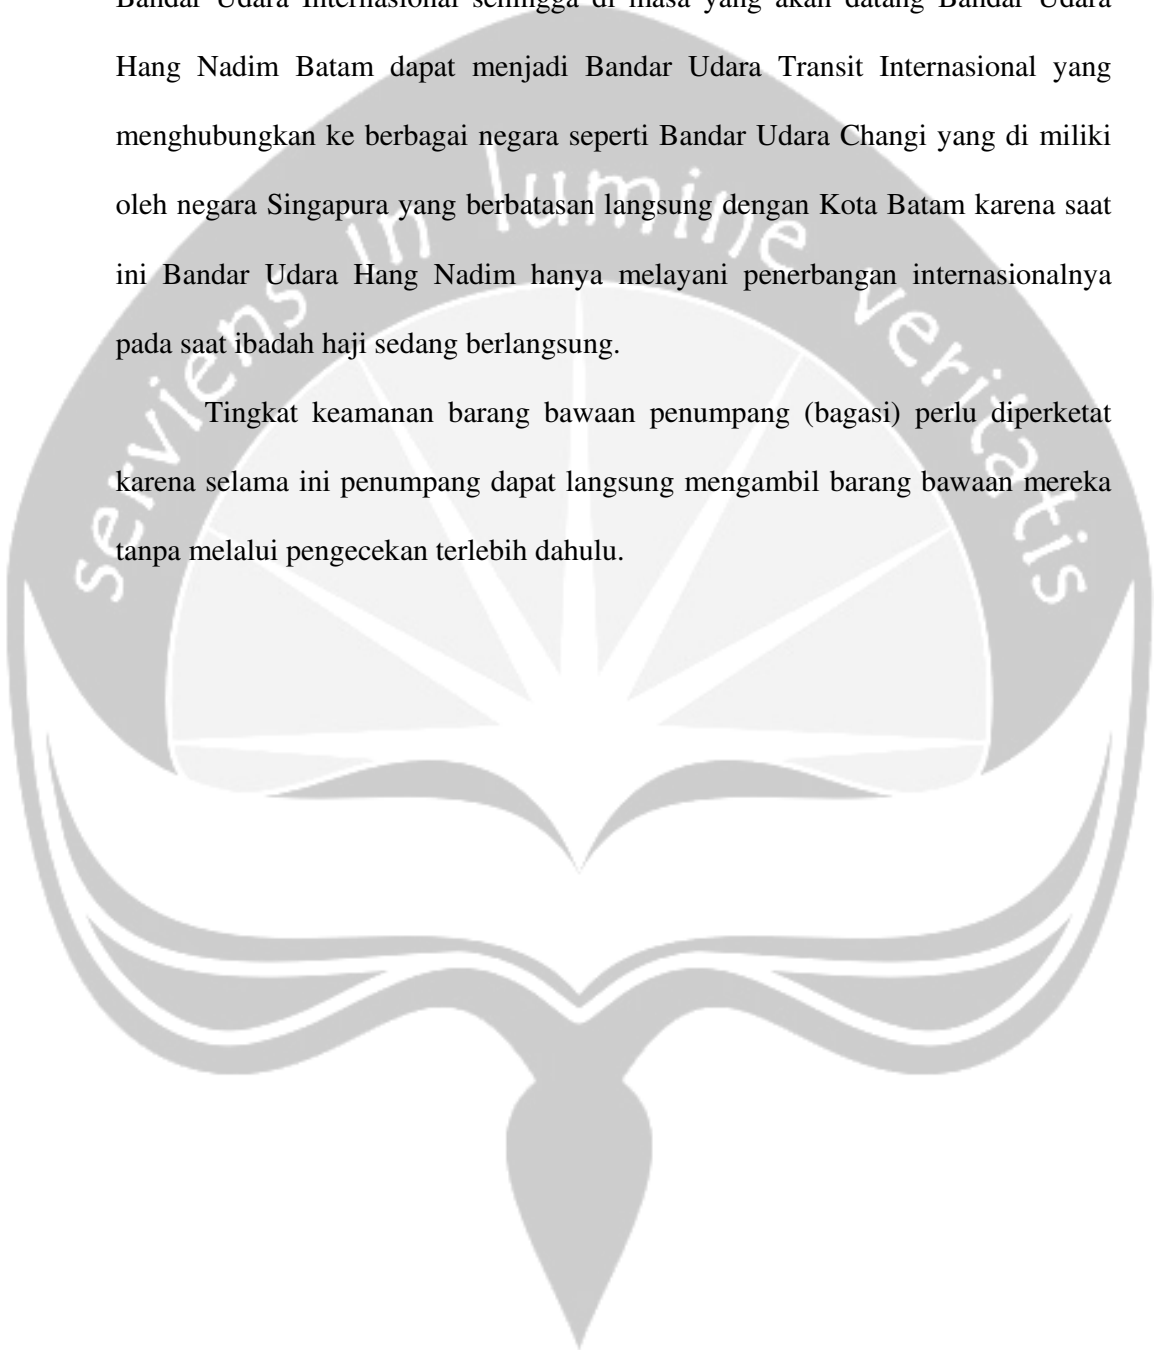 Bandar Udara Internasional sehingga di masa yang akan datang Bandar Udara
Hang Nadim Batam dapat menjadi Bandar Udara Transit Internasional yang
menghubungkan ke berbagai negara seperti Bandar Udara Changi yang di miliki
oleh negara Singapura yang berbatasan langsung dengan Kota Batam karena saat
ini Bandar Udara Hang Nadim hanya melayani penerbangan internasionalnya
pada saat ibadah haji sedang berlangsung.
Tingkat keamanan barang bawaan penumpang (bagasi) perlu diperketat
karena selama ini penumpang dapat langsung mengambil barang bawaan mereka
tanpa melalui pengecekan terlebih dahulu.
serviens in lumine veritatis